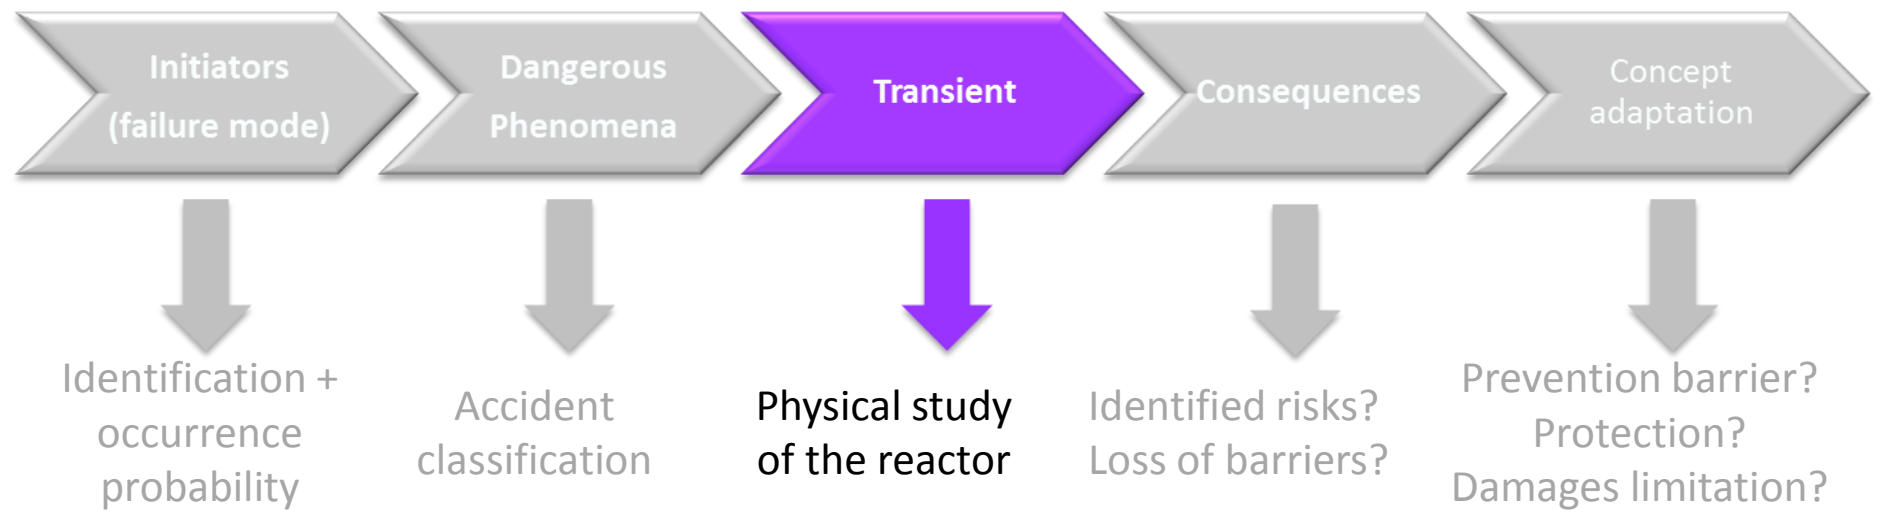 Initiators
(failure mode)
Dangerous
Phenomena
Transient
Consequences
Concept
adaptation
Identification +
occurrence
probability
Accident
classification
Physical study
of the reactor
Identified risks?
Loss of barriers?
Prevention barrier?
Protection?
Damages limitation?